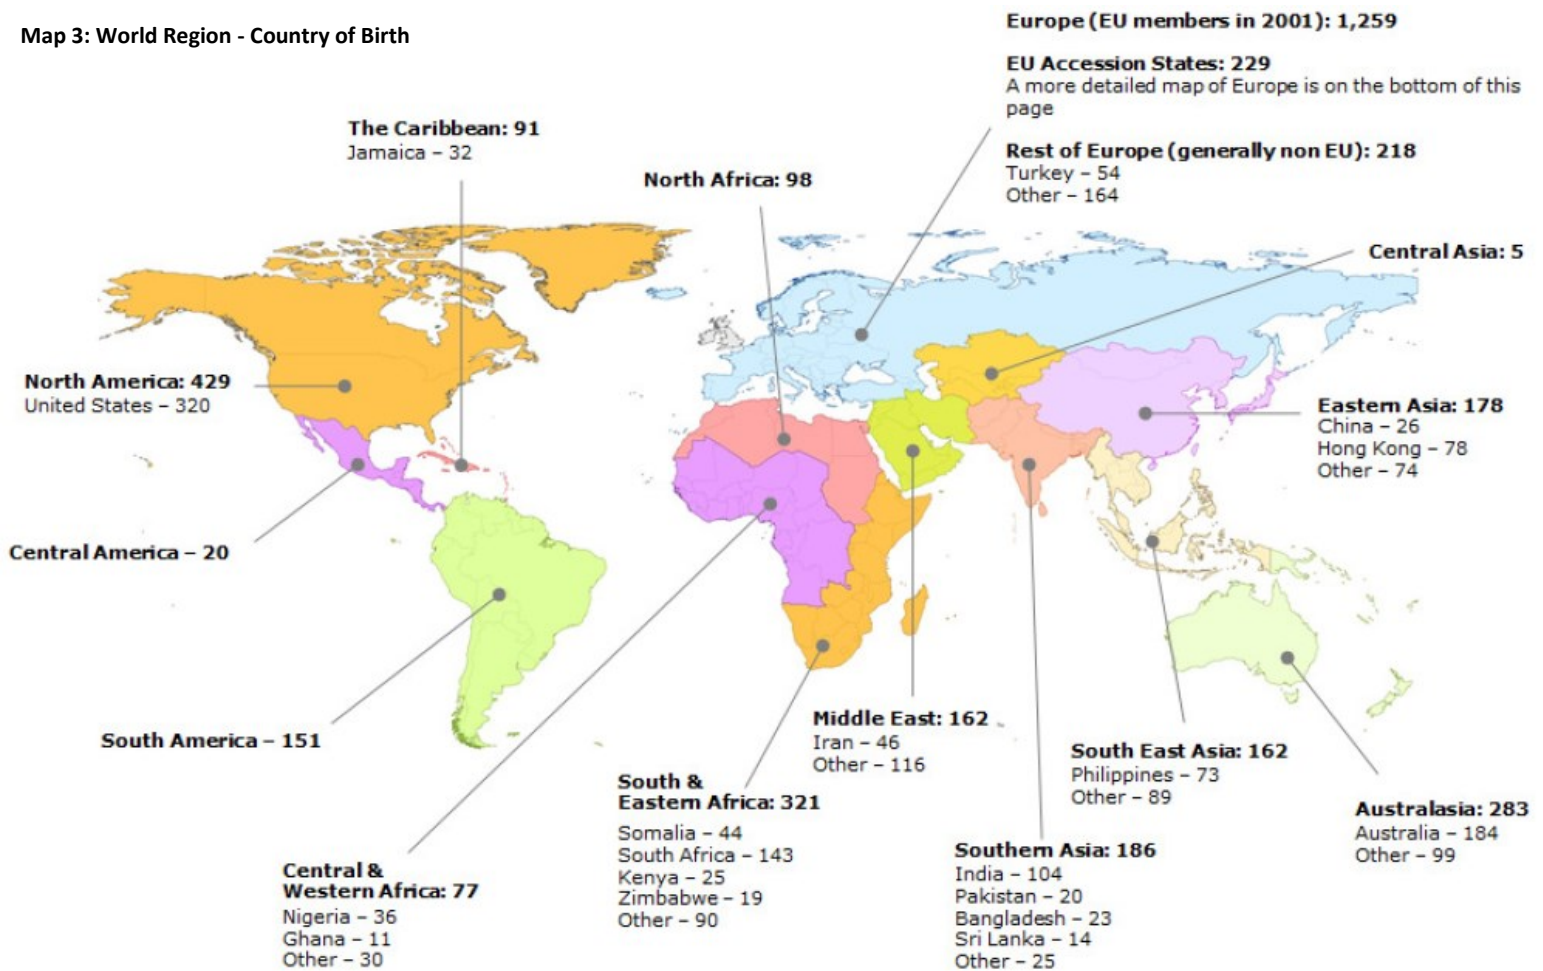 Map 3: World Region - Country of Birth
Europe (EU members in 2001): 1,259
EU Accession States: 229
A more detailed map of Europe is on the bottom of this
page
Rest of Europe (generally non EU): 218
Turkey – 54
Other – 164
The Caribbean: 91
Jamaica – 32
North Africa: 98
Central Asia: 5
North America: 429
United States – 320
Eastern Asia: 178
China – 26
Hong Kong – 78
Other – 74
Central America – 20
South America – 151
Middle East: 162
Iran – 46
Other – 116
South East Asia: 162
Philippines – 73
Other – 89
South &
Eastern Africa: 321
Somalia – 44
South Africa – 143
Kenya – 25
Zimbabwe – 19
Other – 90
Australasia: 283
Australia – 184
Other – 99
Southern Asia: 186
India – 104
Pakistan – 20
Bangladesh – 23
Sri Lanka – 14
Other – 25
Central &
Western Africa: 77
Nigeria – 36
Ghana – 11
Other – 30